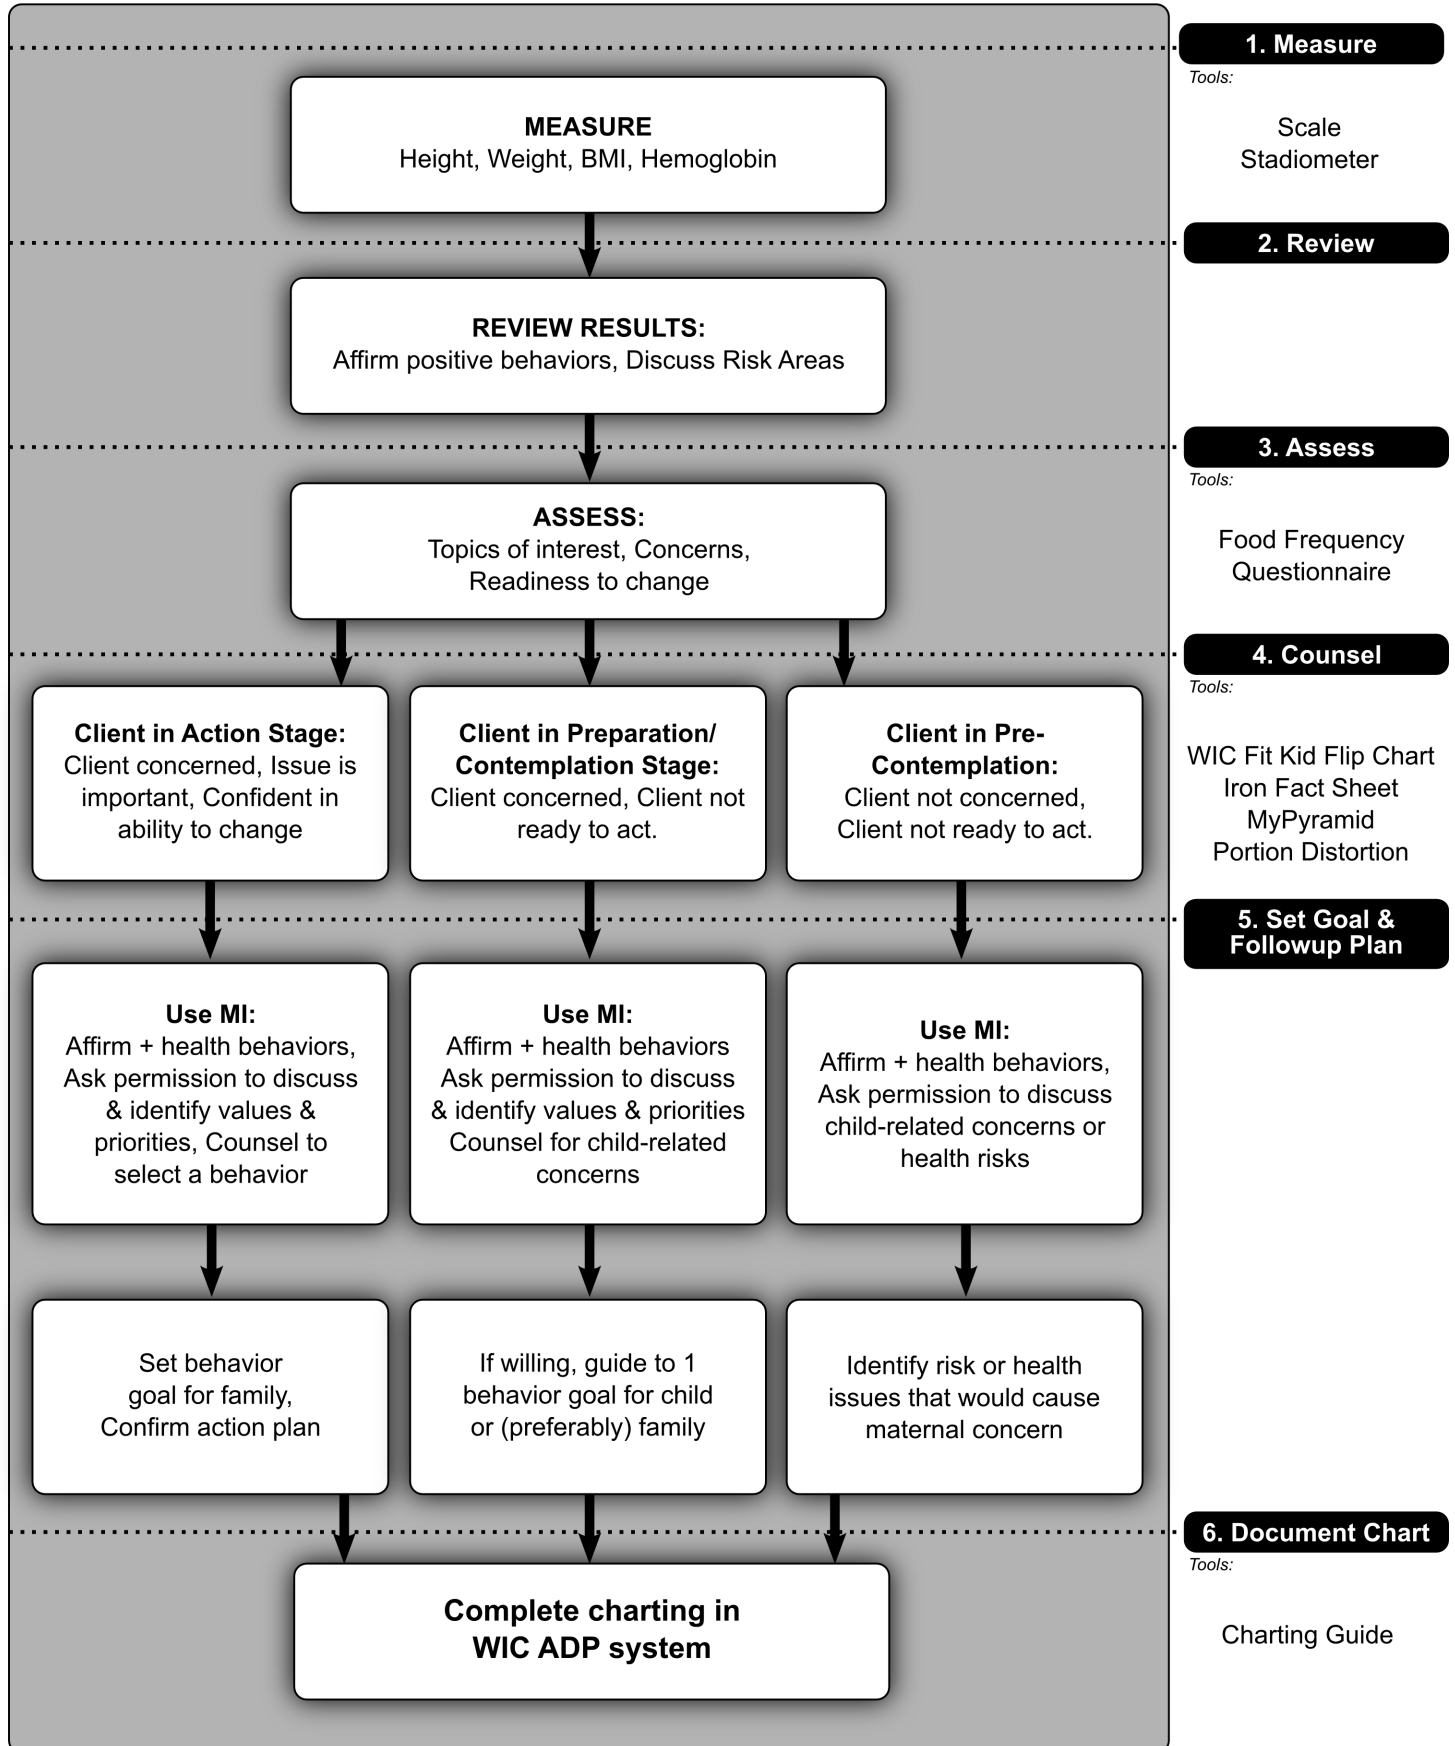 1. Measure
Tools:
Scale
Stadiometer
MEASURE
Height, Weight, BMI, Hemoglobin
2. Review
REVIEW RESULTS:
Affirm positive behaviors, Discuss Risk Areas
3. Assess
Tools:
Food Frequency
Questionnaire
ASSESS:
Topics of interest, Concerns,
Readiness to change
4. Counsel
Tools:
WIC Fit Kid Flip Chart
Iron Fact Sheet
MyPyramid
Portion Distortion
Client in Action Stage:
Client concerned, Issue is
important, Confident in
ability to change
Client in Preparation/
Contemplation Stage:
Client concerned, Client not
ready to act.
Client in Pre-
Contemplation:
Client not concerned,
Client not ready to act.
5. Set Goal &
Followup Plan
Use MI:
Affirm + health behaviors,
Ask permission to discuss
& identify values &
priorities, Counsel to
select a behavior
Use MI:
Affirm + health behaviors
Ask permission to discuss
& identify values & priorities
Counsel for child-related
concerns
Use MI:
Affirm + health behaviors,
Ask permission to discuss
child-related concerns or
health risks
Set behavior
goal for family,
Confirm action plan
If willing, guide to 1
behavior goal for child
or (preferably) family
Identify risk or health
issues that would cause
maternal concern
6. Document Chart
Tools:
Charting Guide
Complete charting in
WIC ADP system